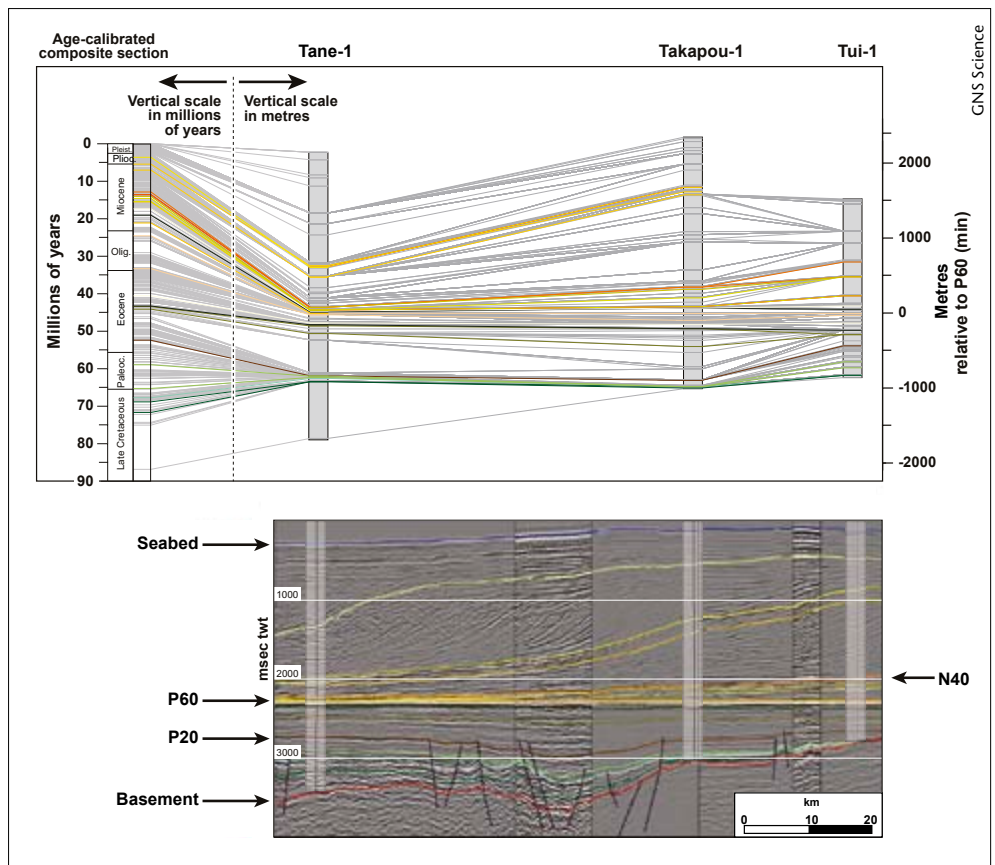 GNS Science
Age-calibrated
composite section
Tane-1
Takapou-1
Tui-1
Vertical scale
in millions
of years
Vertical scale
in metres
Millions of years
0
10
20
30
40
50
60
70
80
90
Pleist.
Plioc.
Miocene
Olig.
Eocene
Paleoc.
Late Cretaceous
2000
1000
0
-1000
-2000
Metres
relative to P60 (min)
Seabed
P60
P20
Basement
msec twt
1000
2000
3000
N40
km
0 10 20